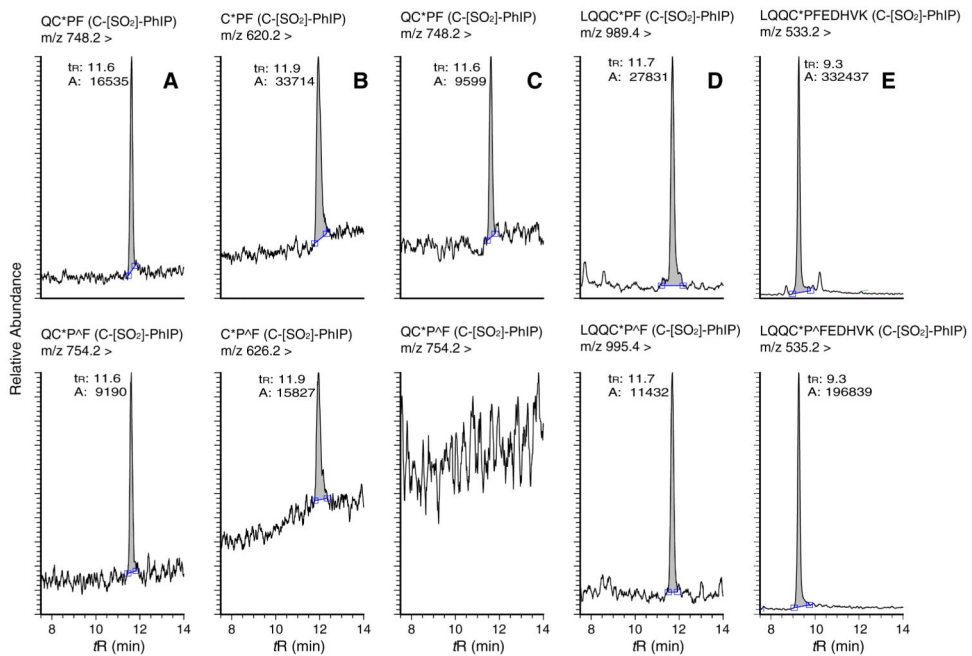 QC*PF (C-[SO2]-PhIP)
m/z 748.2 >
tR: 11.6
A: 16535
A
C*PF (C-[SO2]-PhIP)
m/z 620.2 >
tR: 11.9
A: 33714
B
QC*PF (C-[SO2]-PhIP)
m/z 748.2 >
tR: 11.6
A: 9599
C
LQQC*PF (C-[SO2]-PhIP)
m/z 989.4 >
tR: 11.7
A: 27831
D
LQQC*PFEDHVK (C-[SO2]-PhIP)
m/z 533.2 >
tR: 9.3
A: 332437
E
Relative Abundance
QC*P^F (C-[SO2]-PhIP)
m/z 754.2 >
tR: 11.6
A: 9190
8 10 12 14
tR (min)
C*P^F (C-[SO2]-PhIP)
m/z 626.2 >
tR: 11.9
A: 15827
8 10 12 14
tR (min)
QC*P^F (C-[SO2]-PhIP)
m/z 754.2 >
8 10 12 14
tR (min)
LQQC*P^F (C-[SO2]-PhIP)
m/z 995.4 >
tR: 11.7
A: 11432
8 10 12 14
tR (min)
LQQC*P^FEDHVK (C-[SO2]-PhIP)
m/z 535.2 >
tR: 9.3
A: 196839
8 10 12 14
tR (min)